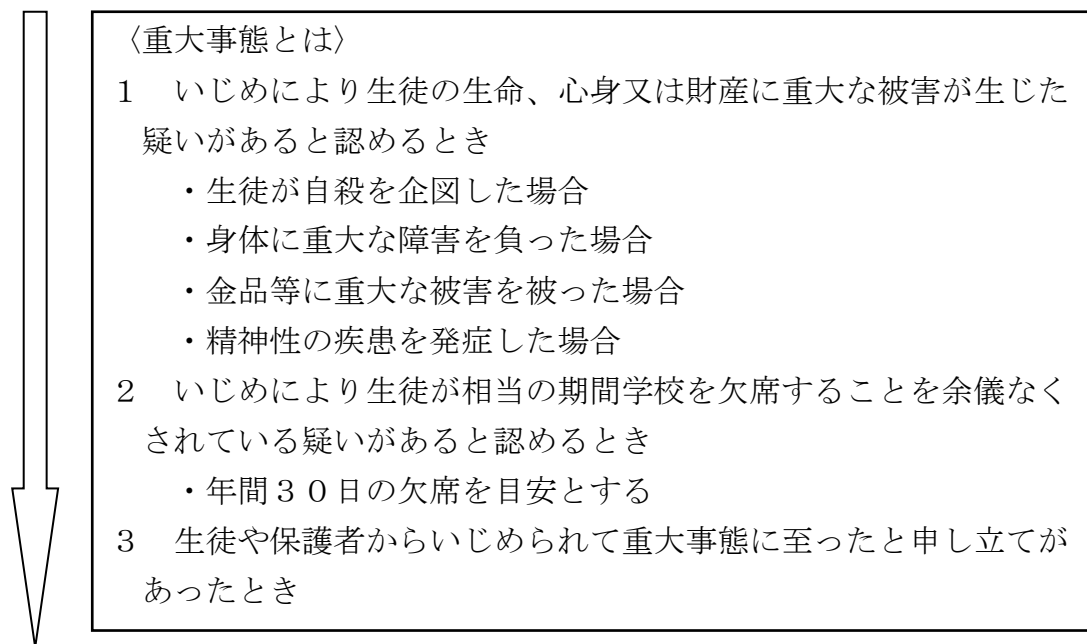 〈重大事態とは〉
１　いじめにより生徒の生命、心身又は財産に重大な被害が生じた
疑いがあると認めるとき
・生徒が自殺を企図した場合
・身体に重大な障害を負った場合
・金品等に重大な被害を被った場合
・精神性の疾患を発症した場合
２　いじめにより生徒が相当の期間学校を欠席することを余儀なく
されている疑いがあると認めるとき
・年間３０日の欠席を目安とする
３　生徒や保護者からいじめられて重大事態に至ったと申し立てが
あったとき